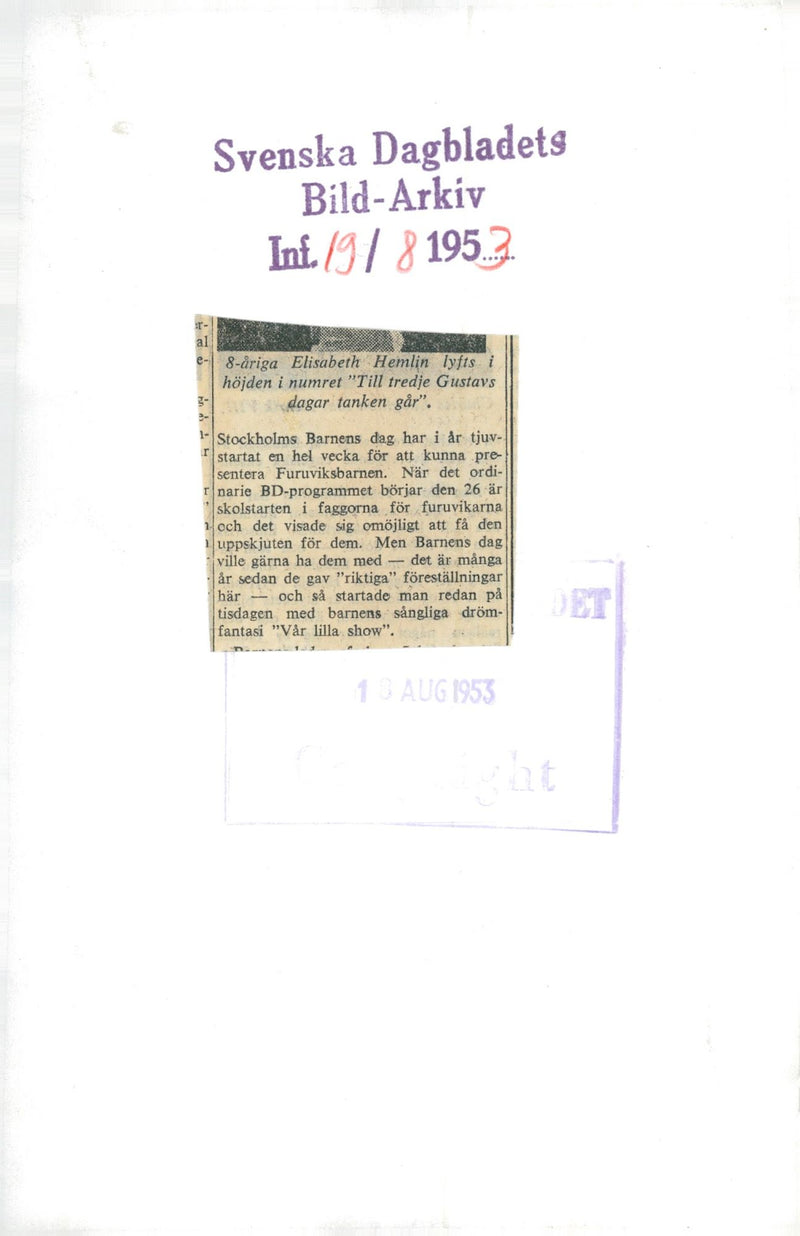 Svenska Dagbladets
Bild-Arkiv
Inf. 19/8 1953
8-åriga Elisabeth Hemlin lyfts i
höjden i numret ”Till tredje Gustavs
dagar tanken går”.
Stockholms Barnens dag har i år tjuv-
startat en hel vecka för att kunna pre-
sentera Furuviksbarnen. När det ordi-
narie BD-programmet börjar den 26 är
skolstarten i faggorna för furuvikarna
och det visade sig omöjligt att få den
uppskjuten för dem. Men Barnens dag
ville gärna ha dem med — det är många
år sedan de gav ”riktiga” föreställningar
här — och så startade man redan på
tisdagen med barnens sångliga dröm-
fantasi ”Vår lilla show”.
DET
AUG 1953